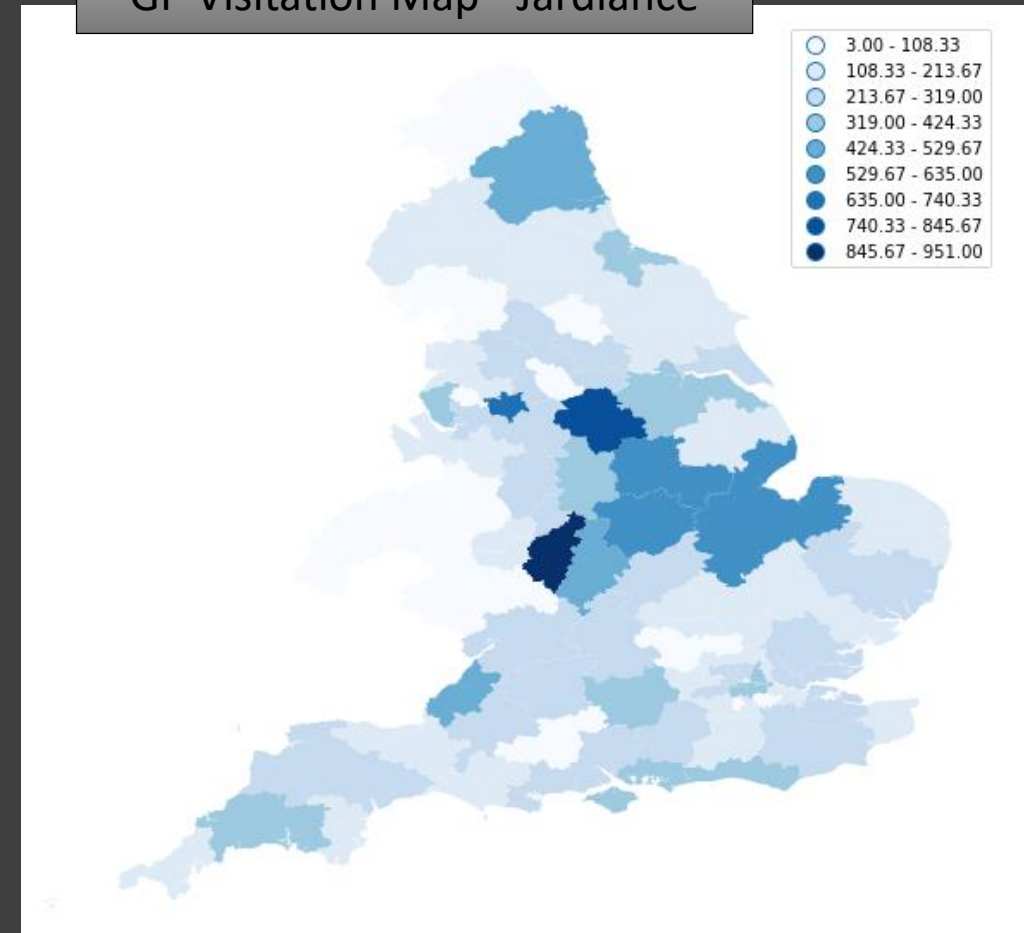 GP Visitation Map - Jardiance
3.00 - 108.33
108.33 - 213.67
213.67 - 319.00
319.00 - 424.33
424.33 - 529.67
529.67 - 635.00
635.00 - 740.33
740.33 - 845.67
845.67 - 951.00